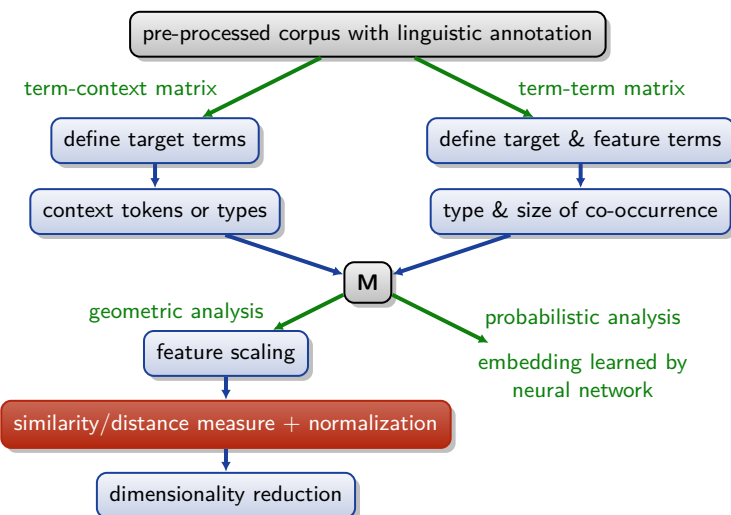 pre-processed corpus with linguistic annotation
term-context matrix
term-term matrix
define target terms
define target & feature terms
context tokens or types
type & size of co-occurrence
M
geometric analysis
probabilistic analysis
feature scaling
embedding learned by
neural network
similarity/distance measure + normalization
dimensionality reduction